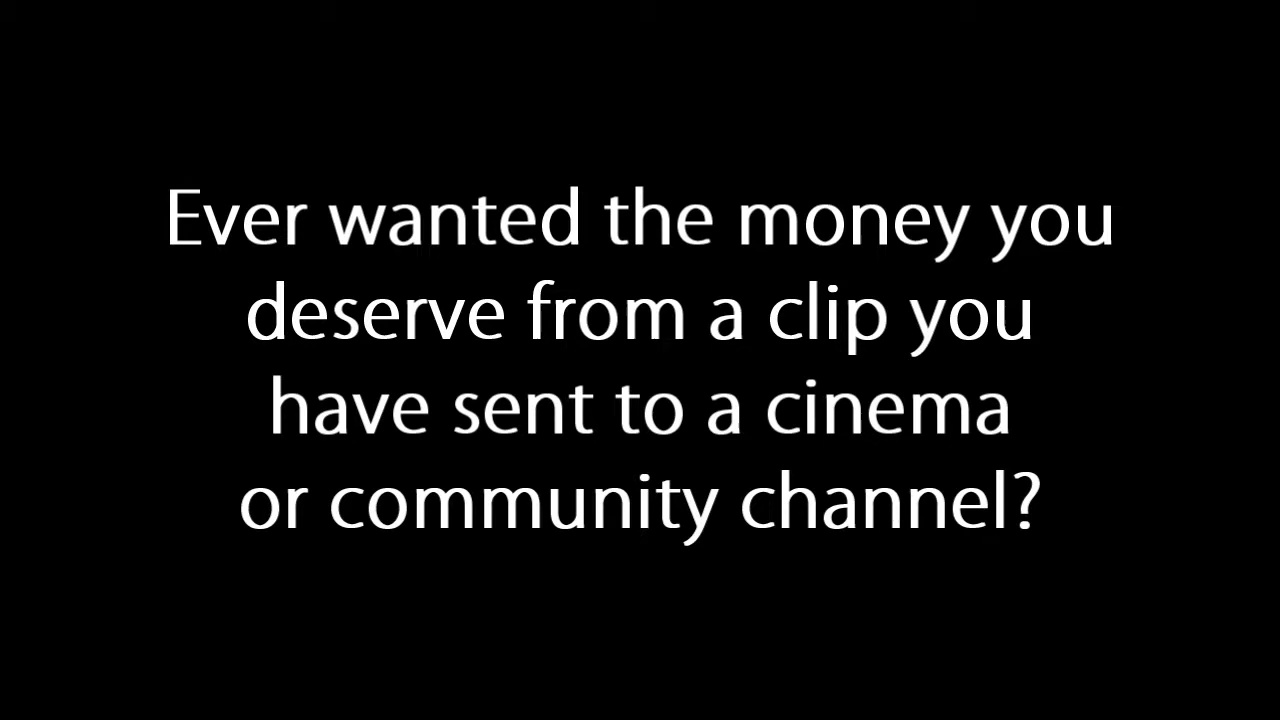 Ever wanted the money you
deserve from a clip you
have sent to a cinema
or community channel?